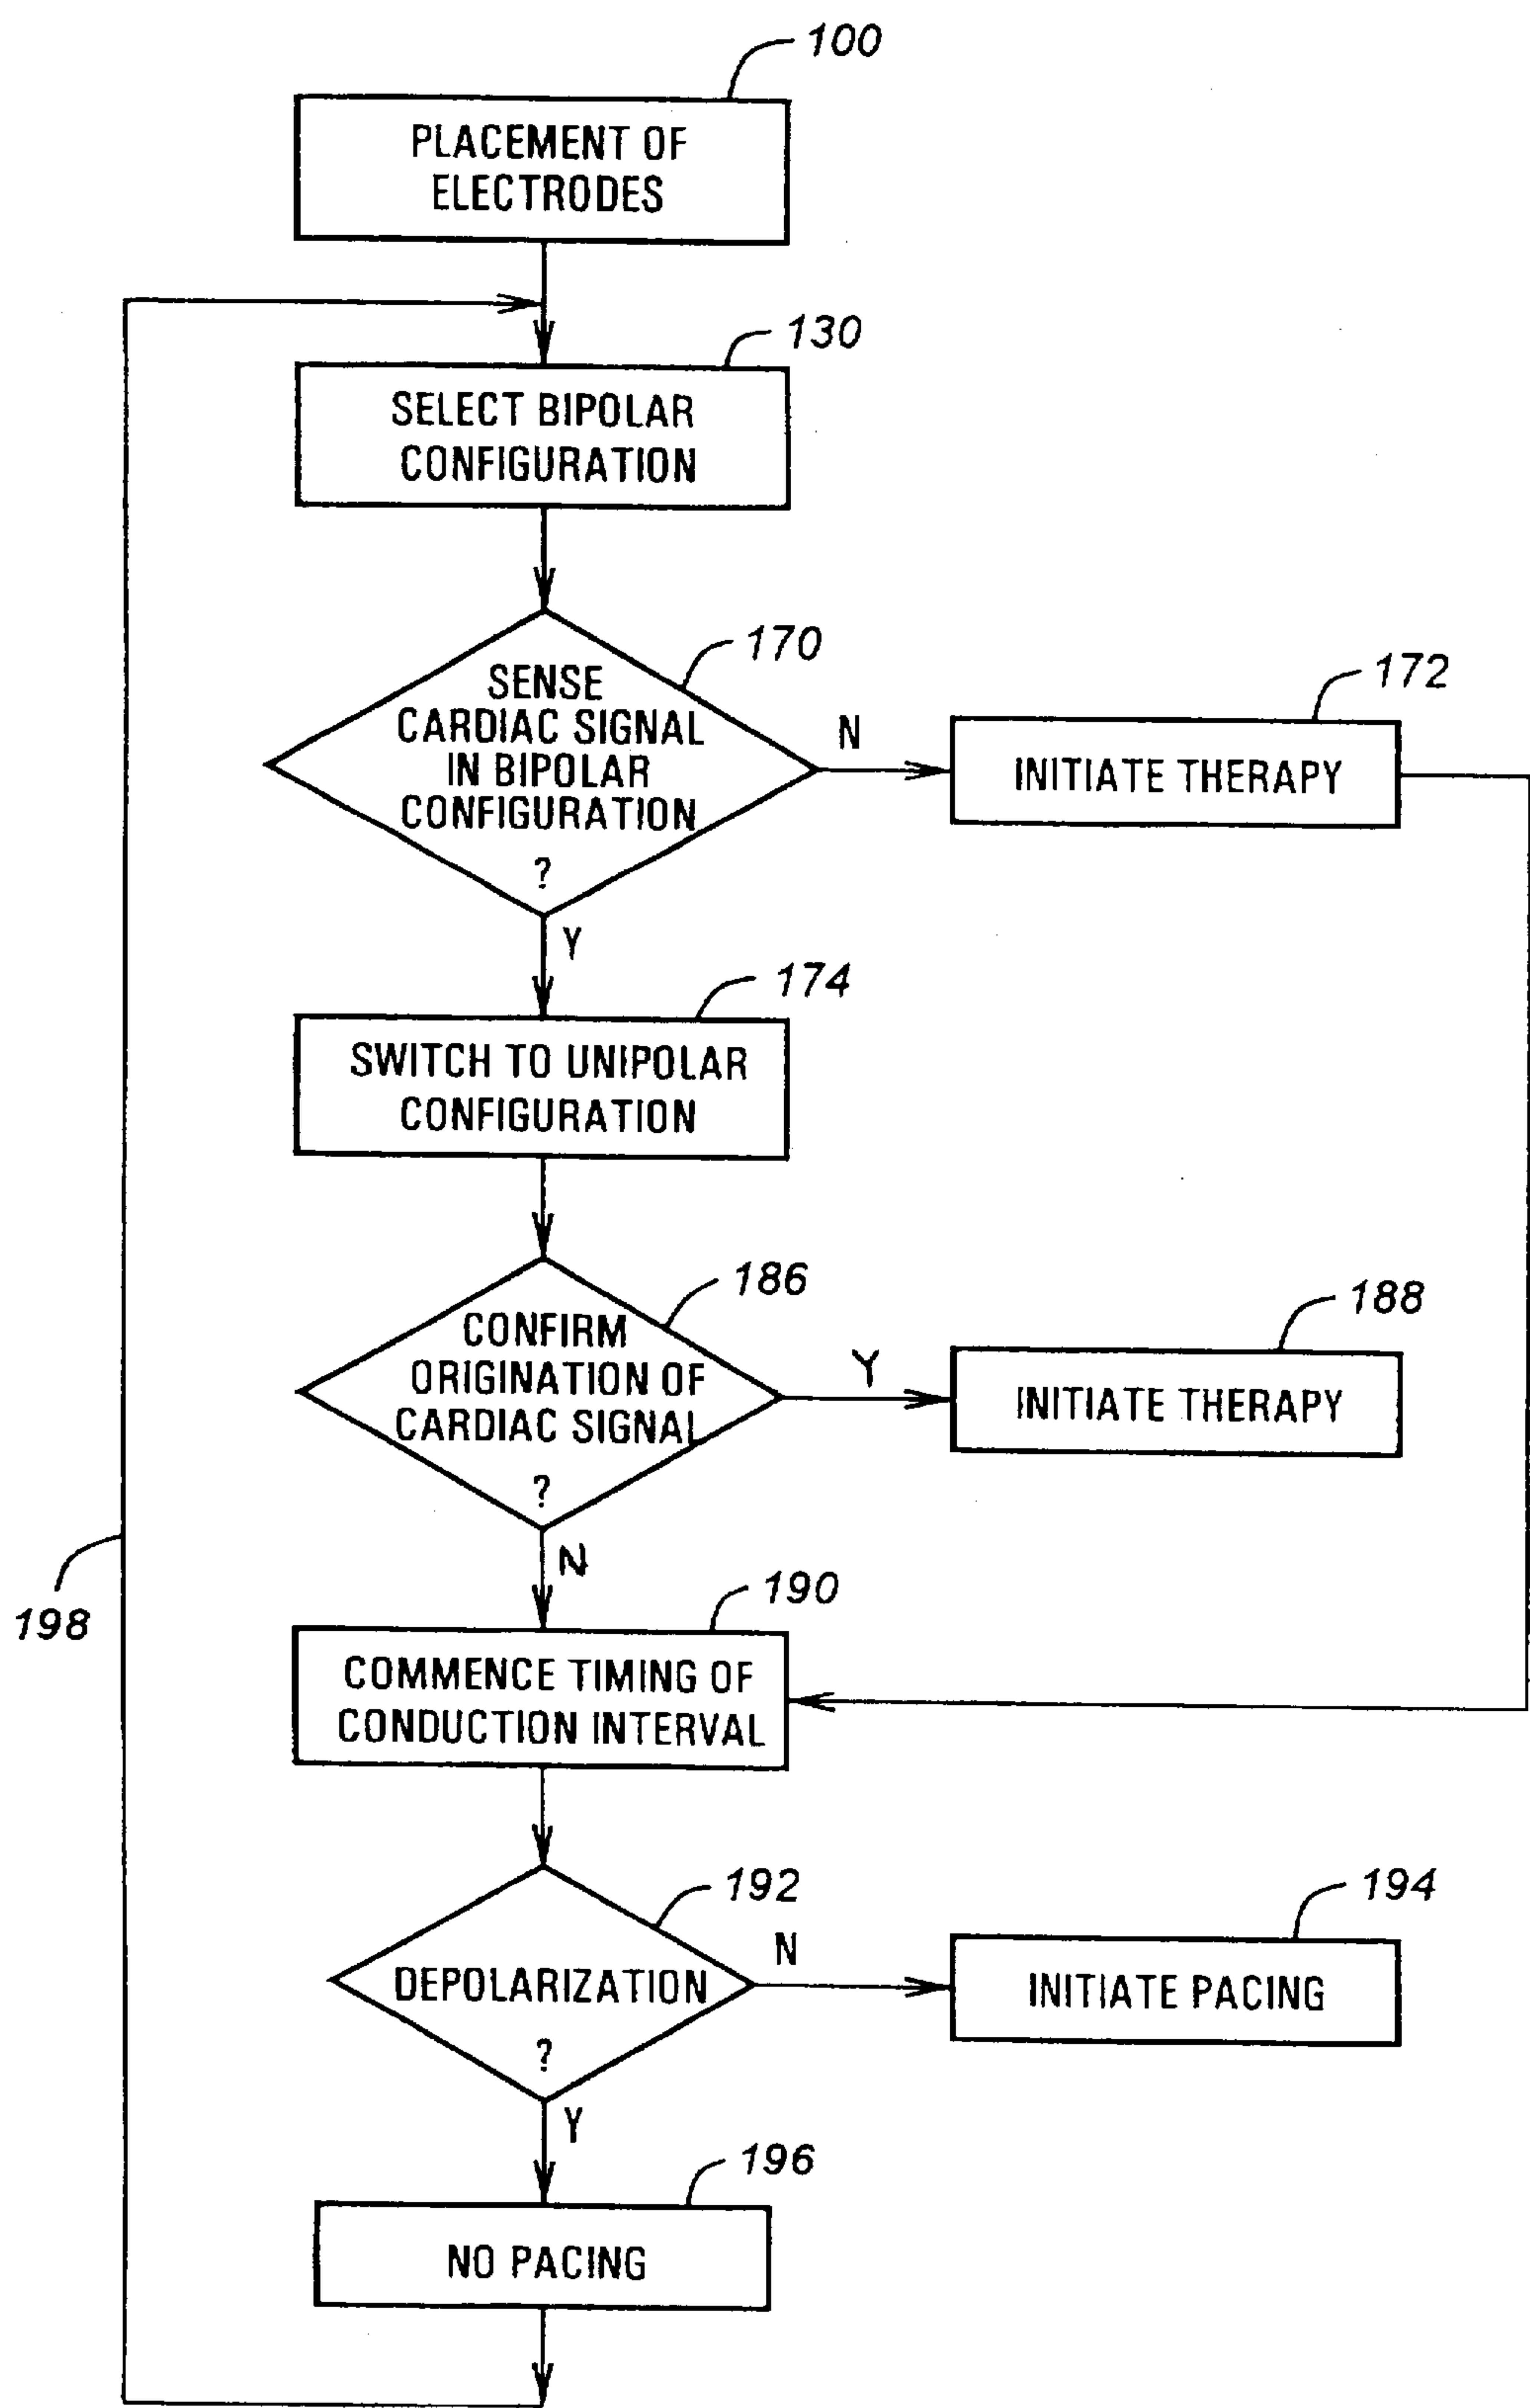 100
PLACEMENT OF
ELECTRODES
130
SELECT BIPOLAR
CONFIGURATION
170
SENSE
CARDIAC SIGNAL
IN BIPOLAR
CONFIGURATION
?
N
172
INITIATE THERAPY
Y
174
SWITCH TO UNIPOLAR
CONFIGURATION
186
CONFIRM
ORIGINATION OF
CARDIAC SIGNAL
?
Y
188
INITIATE THERAPY
N
190
COMMENCE TIMING OF
CONDUCTION INTERVAL
198
192
DEPOLARIZATION
?
N
194
INITIATE PACING
Y
196
NO PACING